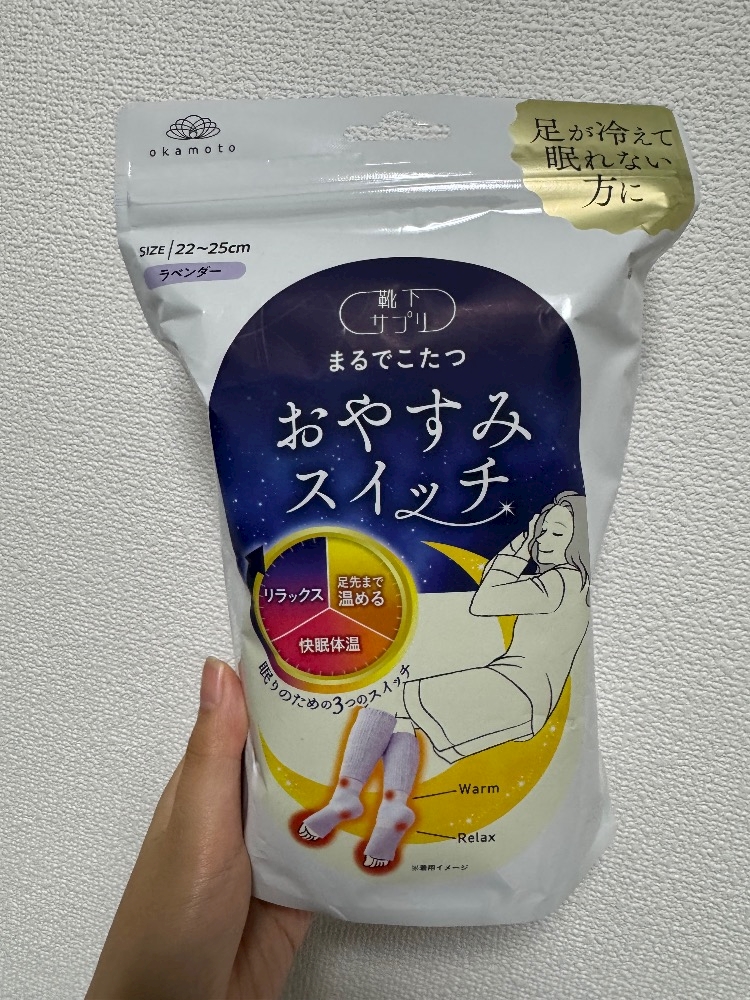 okamoto
足が冷えて
眠れない
方に
SIZE/22~25cm
ラベンダー
靴下
サプリ
まるでこたつ
おやすみ
スイッチ
リラックス
足先まで
温める
快眠体温
眠りのための3つのスイッチ
Warm
Relax
※着用イメージ